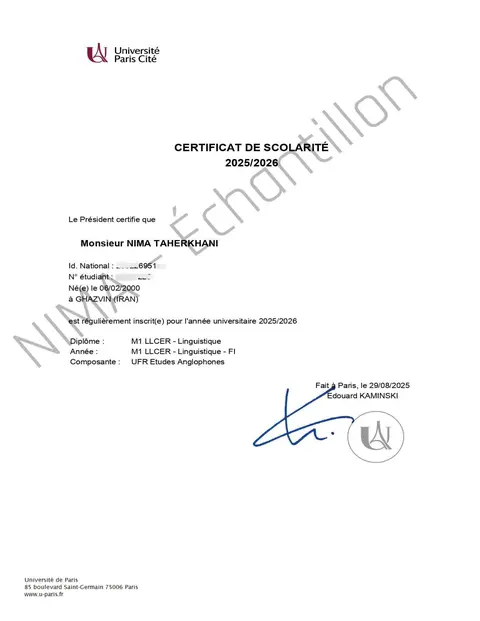 Université
Paris Cité
CERTIFICAT DE SCOLARITÉ
2025/2026
NIMA - Échantillon
Le Président certifie que
Monsieur NIMA TAHERKHANI
Id. National : 6951
N° étudiant :
Né(e) le 06/02/2000
à GHAZVIN (IRAN)
est régulièrement inscrit(e) pour l'année universitaire 2025/2026
Diplôme : M1 LLCER - Linguistique
Année : M1 LLCER - Linguistique - FI
Composante : UFR Etudes Anglophones
Fait à Paris, le 29/08/2025
Edouard KAMINSKI
Université de Paris
85 boulevard Saint-Germain 75006 Paris
www.u-paris.fr